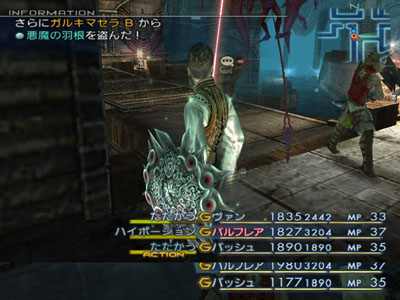 INFORMATION
さらにガルキマセラ B から
悪魔の羽根を盗んだ!
N
たたかう Gヴァン 1835 2442 MP 33
ハイポーション Gバルフレア 1827 3204 MP 37
たたかう Gバッシュ 1890 1890 MP 35
ACTION
バルフレア 1980 3204 37
Gバッシュ 1177 1890 MP 35